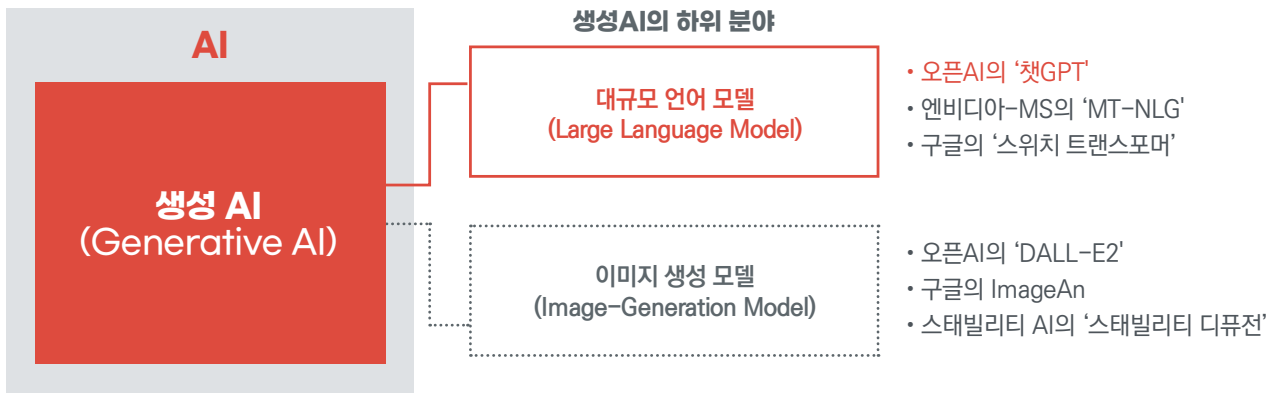 생성AI의 하위 분야
AI
생성 AI
(Generative AI)
대규모 언어 모델
(Large Language Model)
• 오픈AI의 ‘챗GPT'
• 엔비디아-MS의 ‘MT-NLG'
• 구글의 ‘스위치 트랜스포머’
이미지 생성 모델
(Image-Generation Model)
• 오픈AI의 ‘DALL-E2'
• 구글의 ImageAn
• 스태빌리티 AI의 ‘스태빌리티 디퓨전’